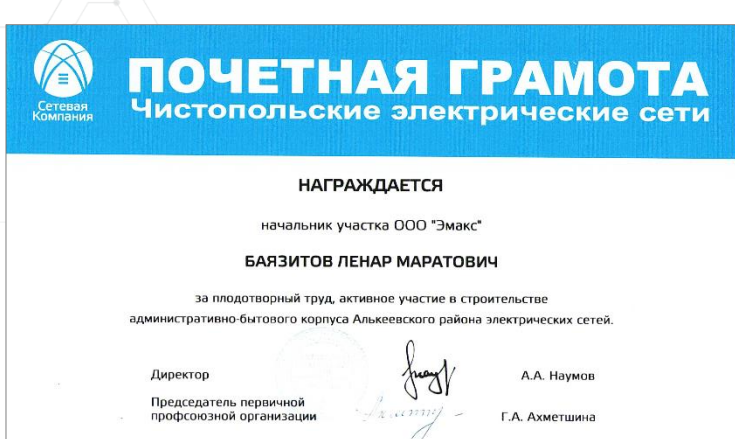 Сетевая
Компания
ПОЧЕТНАЯ ГРАМОТА
Чистопольские электрические сети
НАГРАЖДАЕТСЯ
начальник участка ООО "Эмакс"
БАЯЗИТОВ ЛЕНАР МАРАТОВИЧ
за плодотворный труд, активное участие в строительстве
административно-бытового корпуса Алькеевского района электрических сетей.
Директор
А.А. Наумов
Председатель первичной
профсоюзной организации
Г.А. Ахметшина